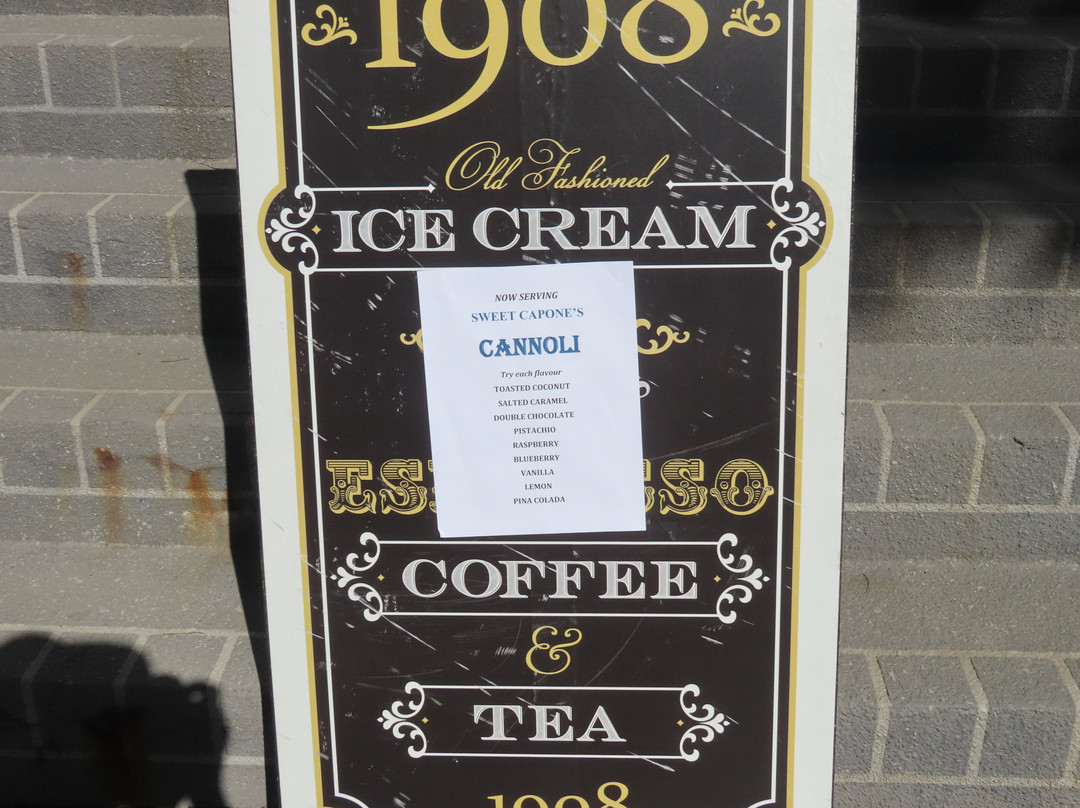 1908
Old Fashioned
ICE CREAM
NOW SERVING
SWEET CAPONE'S
CANNOLI
Try each flavour
TOASTED COCONUT
SALTED CARAMEL
DOUBLE CHOCOLATE
PISTACHIO
RASPBERRY
BLUEBERRY
VANILLA
LEMON
PINA COLADA
COFFEE
&
TEA
1908